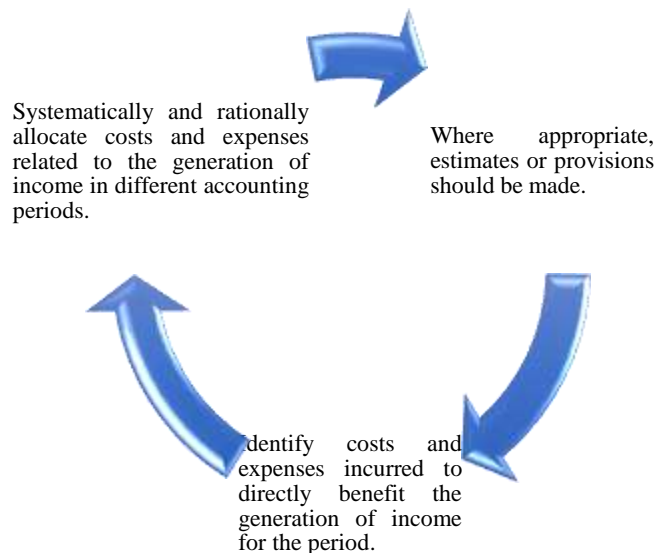 Systematically and rationally
allocate costs and expenses
related to the generation of
income in different accounting
periods.
Where appropriate,
estimates or provisions
should be made.
Identify costs and
expenses incurred to
directly benefit the
generation of income
for the period.